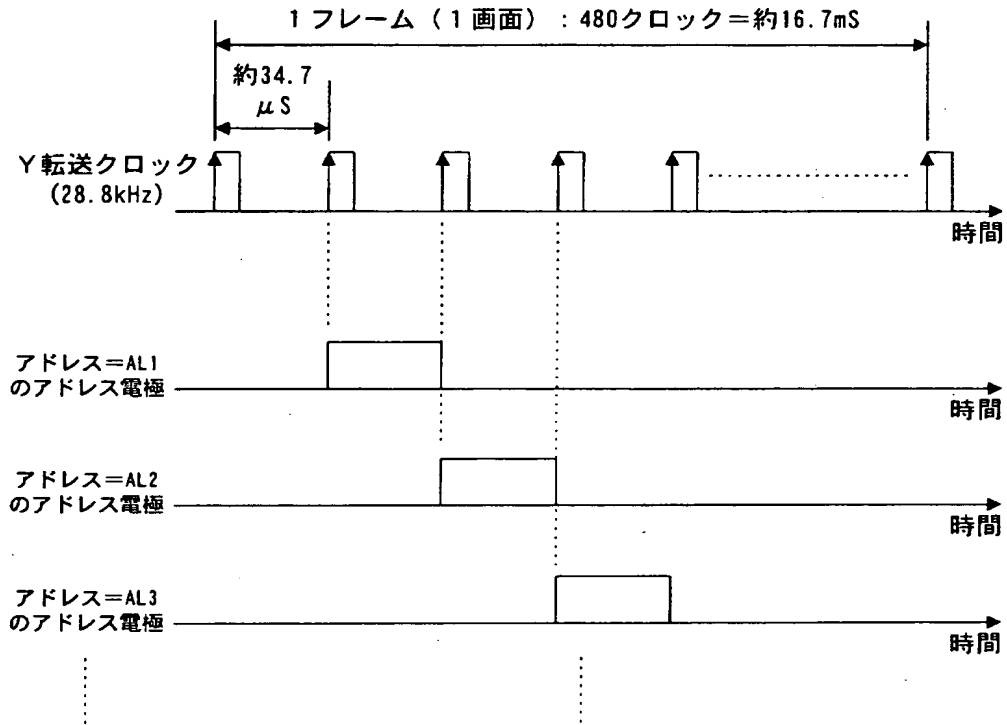 1フレーム（1画面）：480クロック＝約16.7mS
約34.7
μS
Y転送クロック
(28.8kHz)
時間
アドレス＝AL1
のアドレス電極
時間
アドレス＝AL2
のアドレス電極
時間
アドレス＝AL3
のアドレス電極
時間